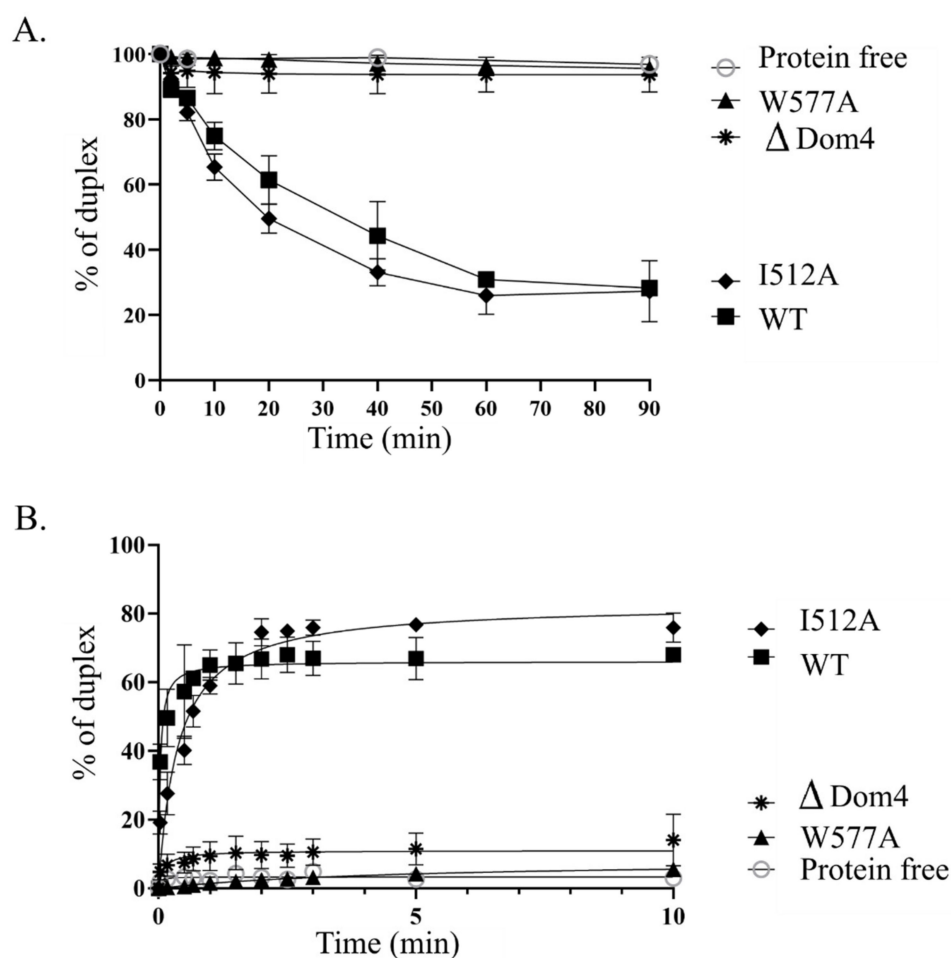 A.
100
80
60
40
20
0
% of duplex
0 10 20 30 40 50 60 70 80 90
Time (min)
Protein free
W577A
Δ Dom4
I512A
WT
B.
100
80
60
40
20
0
% of duplex
0 5 10
Time (min)
I512A
WT
Δ Dom4
W577A
Protein free